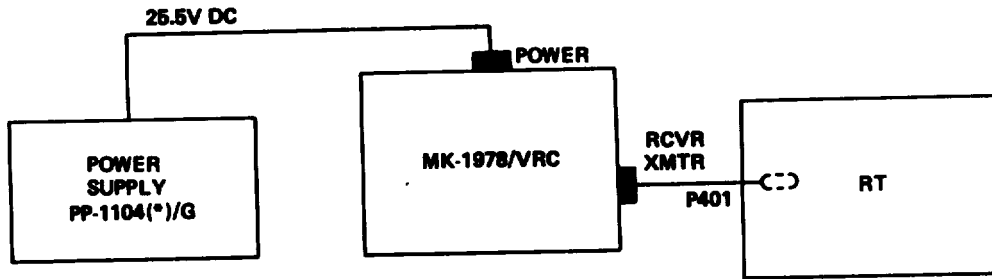 25.5V DC
POWER
POWER
SUPPLY
PP-1104(*)/G
MK-1978/VRC
RCVR
XMTR
P401
RT